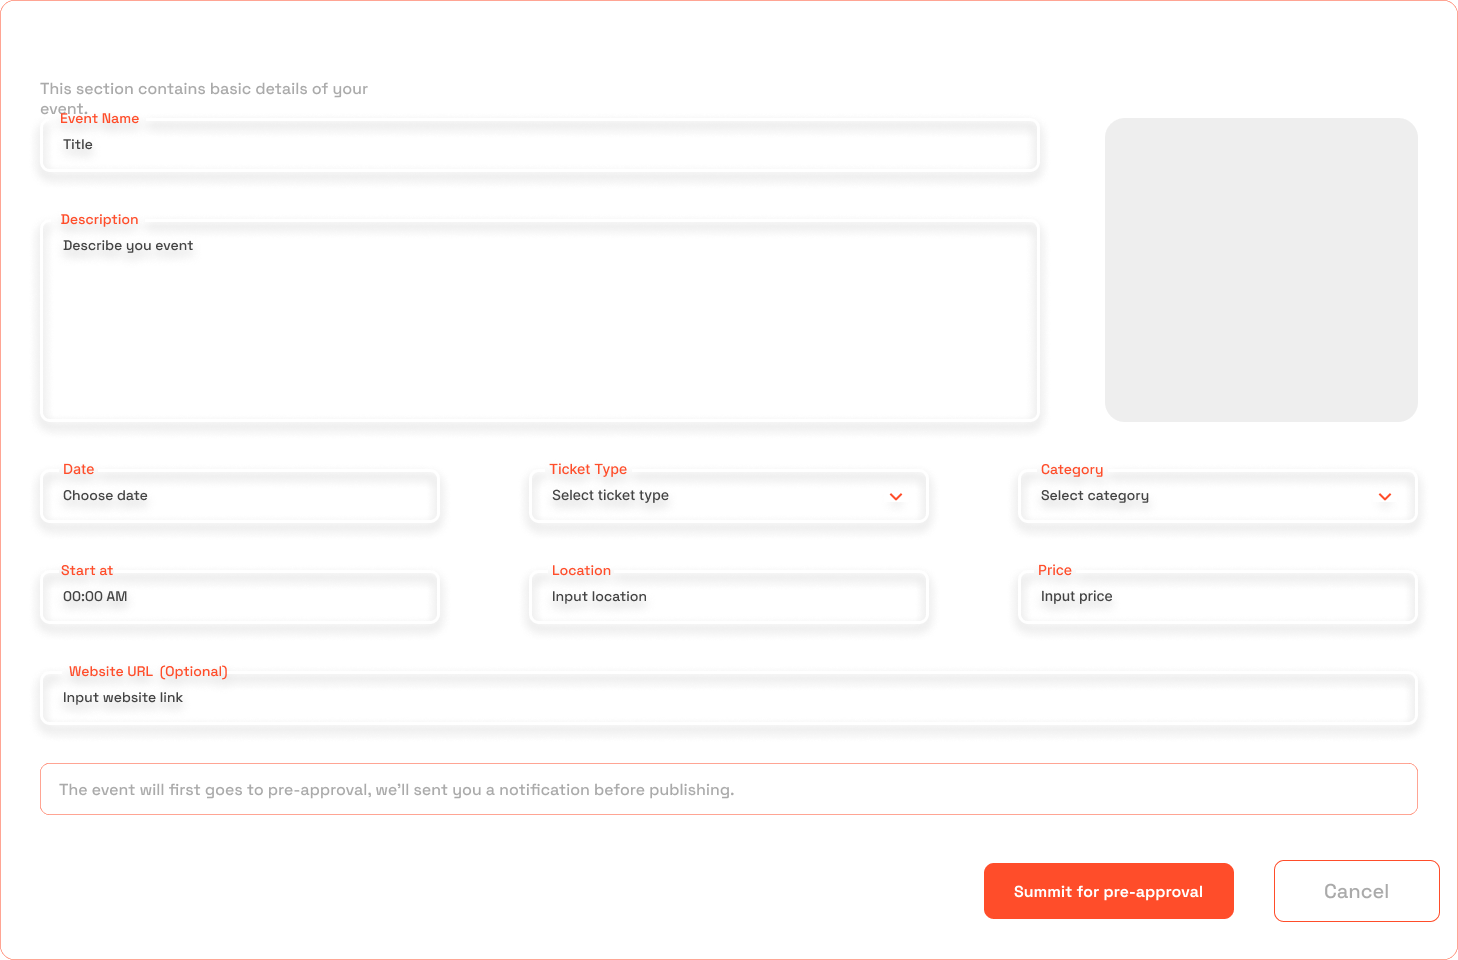 This section contains basic details of your
event.
Event Name
Title
Description
Describe you event
Date
Choose date
Ticket Type
Select ticket type
Category
Select category
Start at
00:00 AM
Location
Input location
Price
Input price
Website URL (Optional)
Input website link
The event will first goes to pre-approval, we'll sent you a notification before publishing.
Summit for pre-approval
Cancel